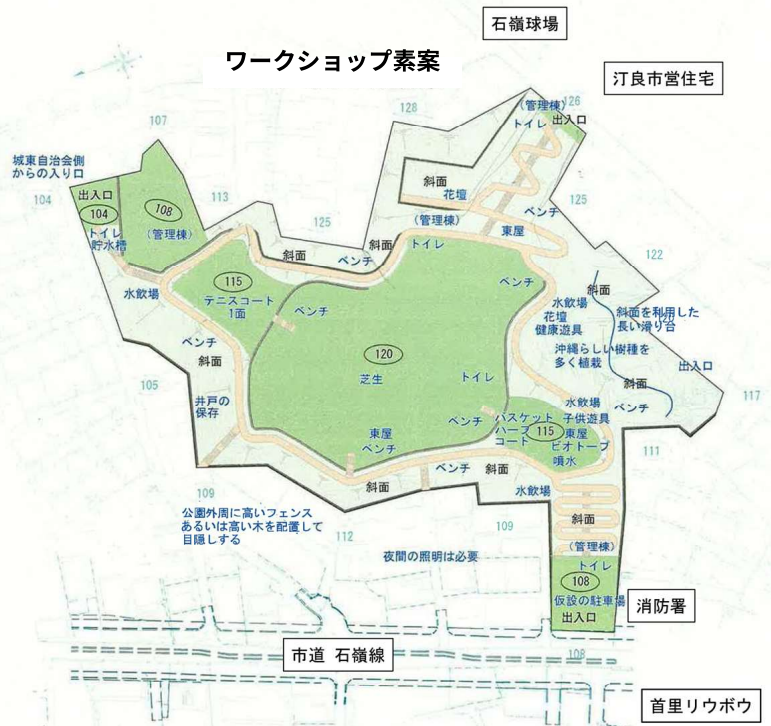 石嶺球場
ワークショップ素案
汀良市営住宅
(管理棟)
126
出入口
トイレ
128
107
城東自治会側
からの入り口
斜面
花壇
出入口
104
104
108
113
125
(管理棟)
ベンチ
125
トイレ
貯水槽
(管理棟)
斜面
斜面
トイレ
東屋
ベンチ
122
水飲場
115
テニスコート
1面
ベンチ
ベンチ
斜面
水飲場
花壇
健康遊具
斜面を利用した
長い滑り台
120
ベンチ
斜面
105
120
芝生
トイレ
沖縄らしい樹種を
多く植栽
出入口
斜面
117
井戸の
保存
水飲場
ベンチ
ベンチ
バスケット
ハーフ
コート
子供遊具
115
東屋
ビオトープ
噴水
111
東屋
ベンチ
ベンチ
斜面
斜面
水飲場
109
公園外周に高いフェンス
あるいは高い木を配置して
目隠しする
112
109
斜面
夜間の照明は必要
(管理棟)
トイレ
108
仮設の駐車場
出入口
消防署
市道 石嶺線
108
首里リウボウ